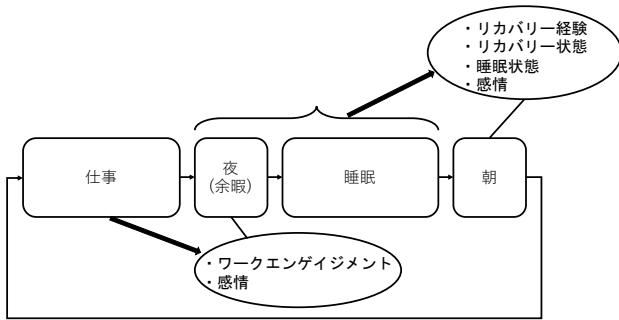 ・リカバリー経験
・リカバリー状態
・睡眠状態
・感情
仕事
夜
(余暇)
睡眠
朝
・ワークエンゲイジメント
・感情